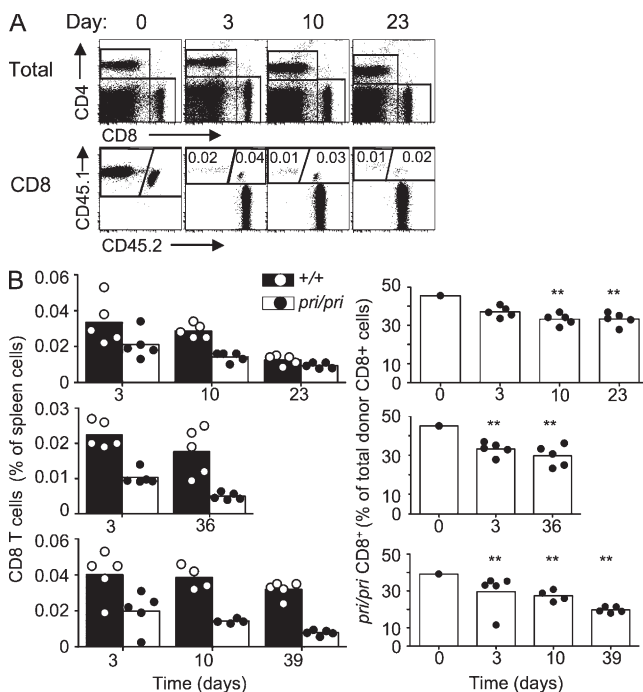 A Day: 0 3 10 23
Total
CD4
CD8
CD8
0.02 0.04 0.01 0.03 0.01 0.02
CD45.1
CD45.2
B
+/+
pri/pri
CD8 T cells (% of spleen cells)
0.06
0.04
0.02
0
3 10 23
0.03
0.02
0.01
0
3 36
0.06
0.04
0.02
0
3 10 39
Time (days)
pri/pri CD8⁺ (% of total donor CD8+ cells)
50
30
10
0
** **
0 3 10 23
50
30
10
0
** **
0 3 36
50
30
10
0
** ** **
0 3 10 39
Time (days)